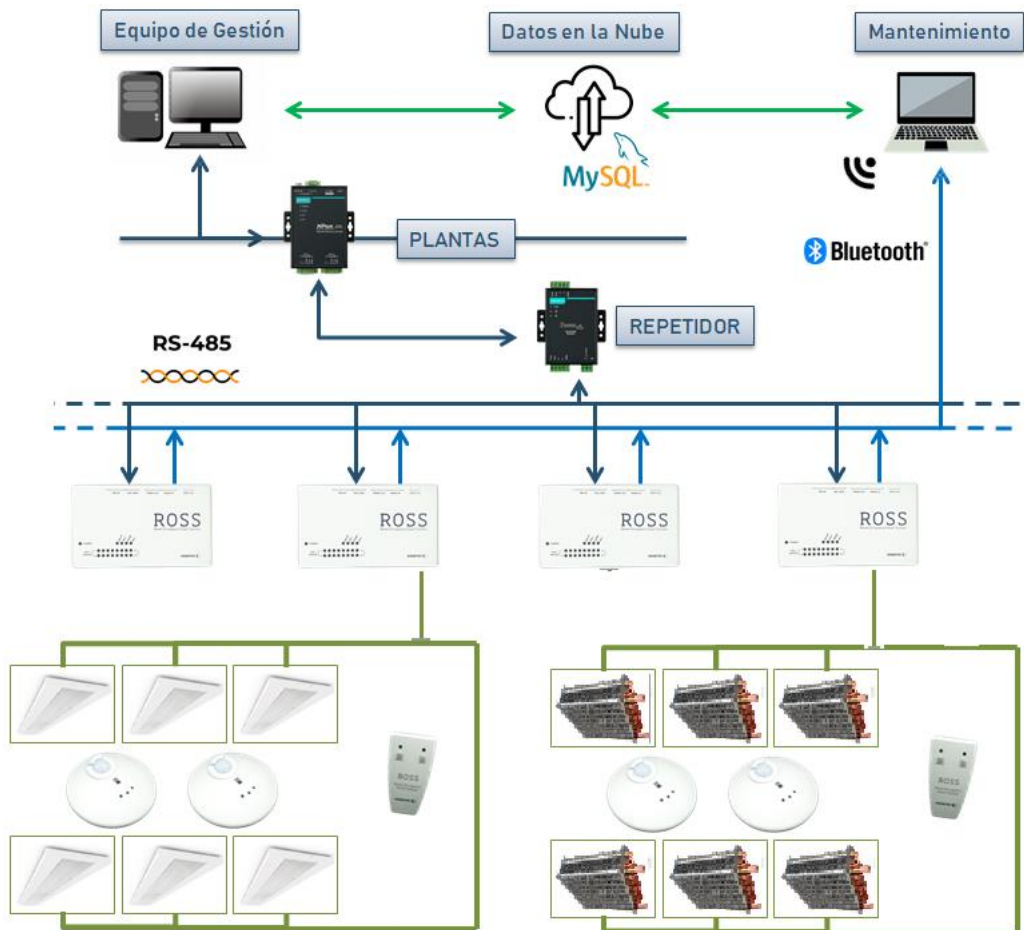 Equipo de Gestión
Datos en la Nube
Mantenimiento
MySQL
PLANTAS
Bluetooth®
REPETIDOR
RS-485
ROSS
ROSS
ROSS
ROSS
ROSS
ROSS